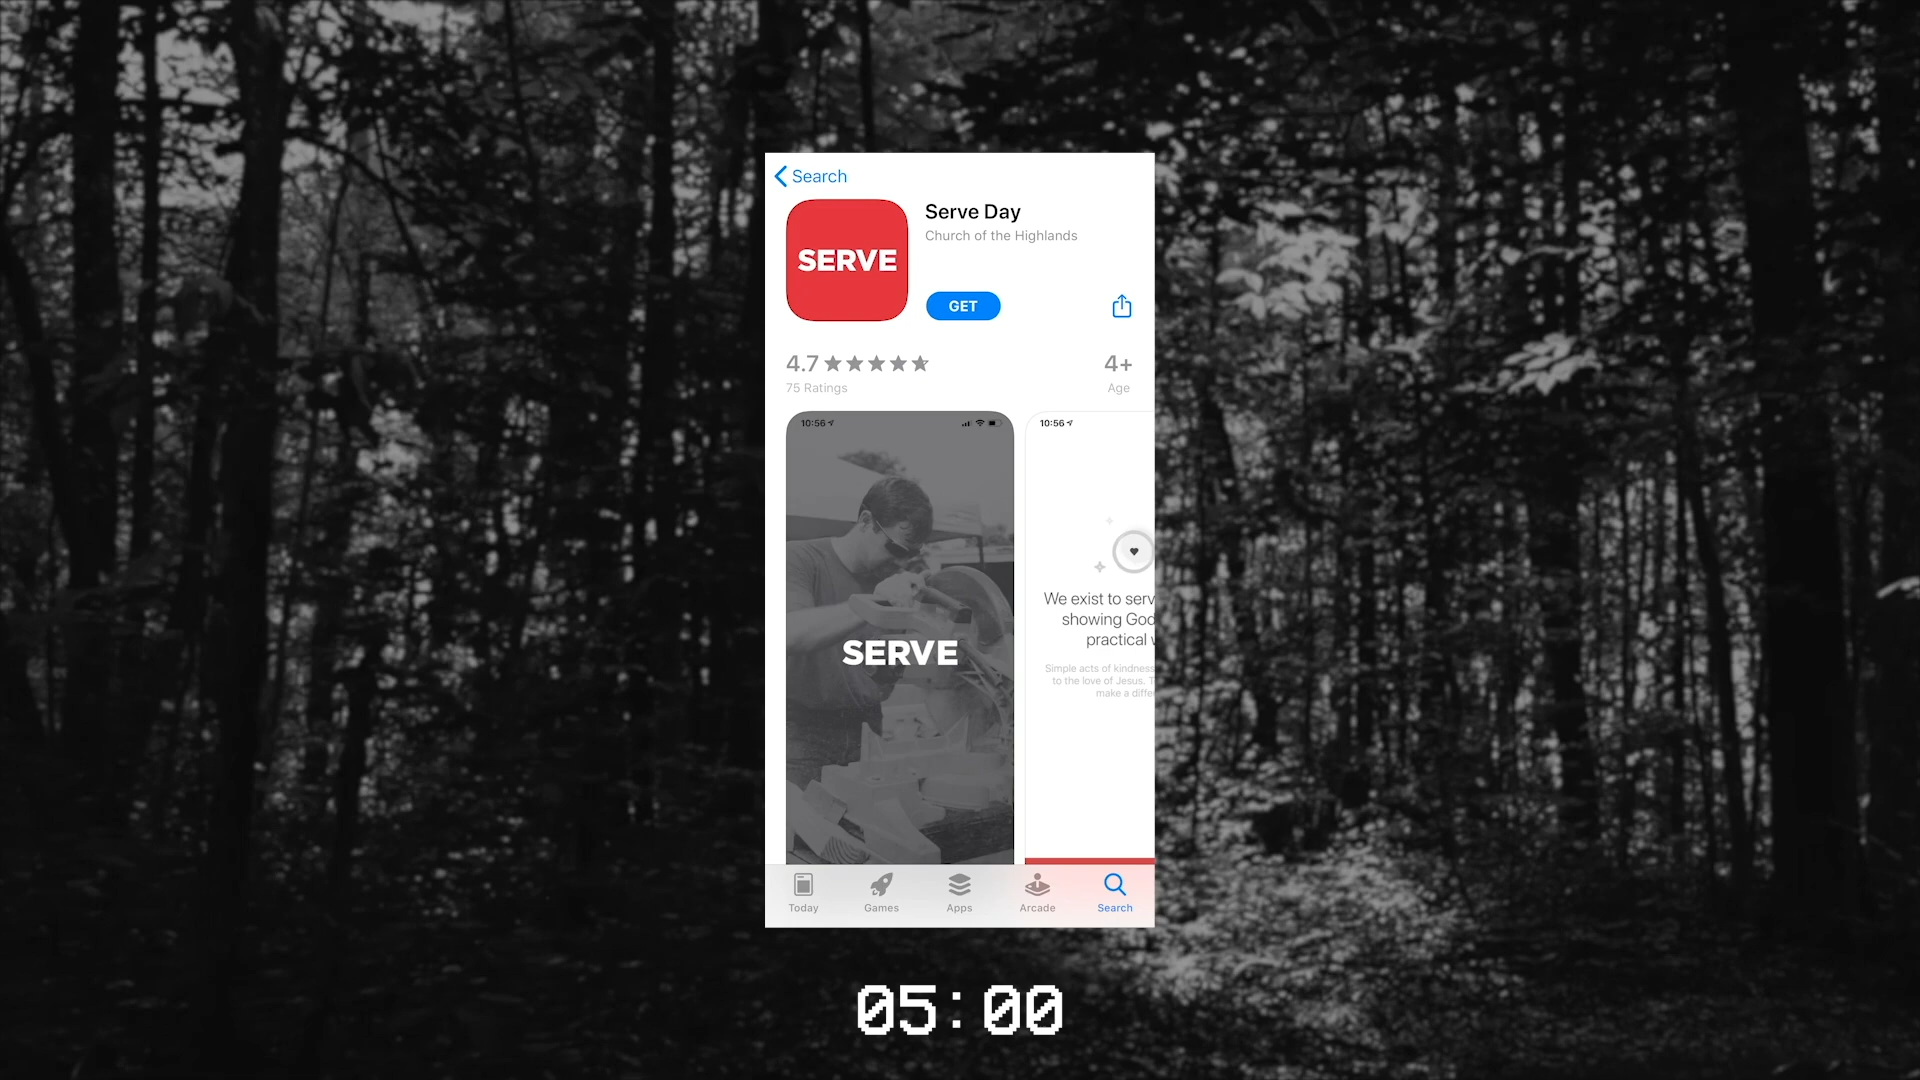 Search
SERVE
Serve Day
Church of the Highlands
GET
4.7
75 Ratings
4+
Age
10:56
SERVE
10:56
We exist to serv
showing God
practical
Simple acts of kindness
to the love of Jesus. T
make a diffe
Today
Games
Apps
Arcade
Search
05:00